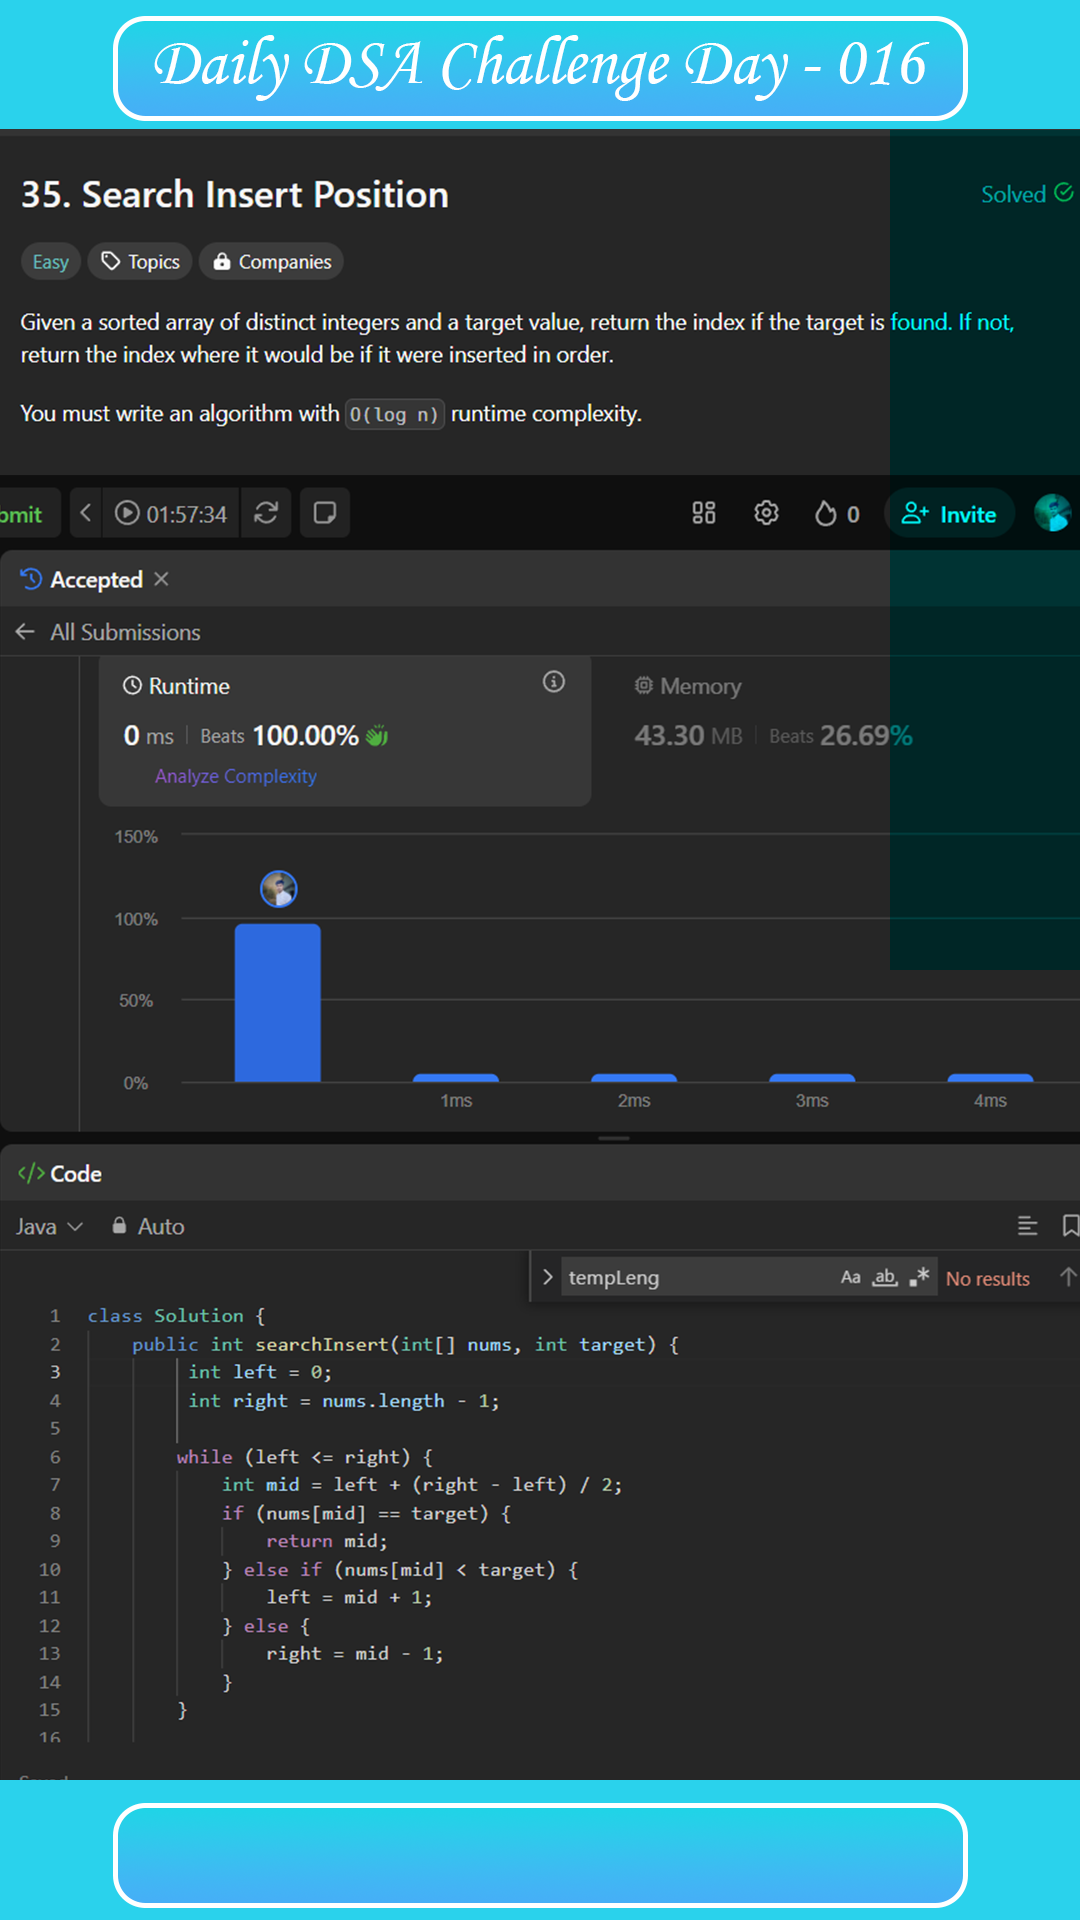 Daily DSA Challenge Day - 016
35. Search Insert Position
Solved
Easy Topics Companies
Given a sorted array of distinct integers and a target value, return the index if the target is found. If not,
return the index where it would be if it were inserted in order.
You must write an algorithm with O(log n) runtime complexity.
01:57:34 0 Invite
Accepted
All Submissions
Runtime Memory
0 ms Beats 100.00% 43.30 MB Beats 26.69%
Analyze Complexity
150%
100%
50%
0%
1ms 2ms 3ms 4ms
</> Code
Java Auto
tempLeng Aa ab .* No results
1 class Solution {
2 public int searchInsert(int[] nums, int target) {
3 int left = 0;
4 int right = nums.length - 1;
5
6 while (left <= right) {
7 int mid = left + (right - left) / 2;
8 if (nums[mid] == target) {
9 return mid;
10 } else if (nums[mid] < target) {
11 left = mid + 1;
12 } else {
13 right = mid - 1;
14 }
15 }
16